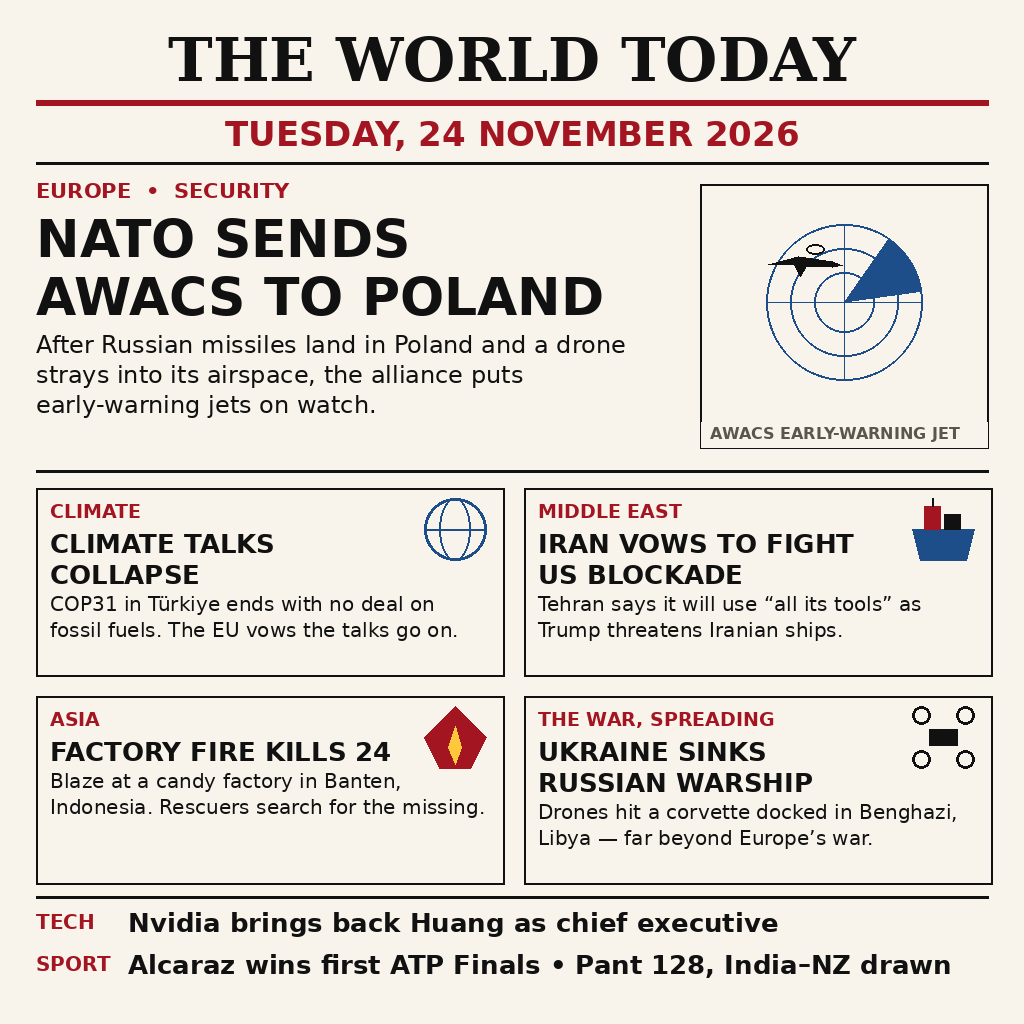 THE WORLD TODAY
TUESDAY, 24 NOVEMBER 2026
EUROPE • SECURITY
NATO SENDS
AWACS TO POLAND
After Russian missiles land in Poland and a drone
strays into its airspace, the alliance puts
early-warning jets on watch.
AWACS EARLY-WARNING JET
CLIMATE
CLIMATE TALKS
COLLAPSE
COP31 in Türkiye ends with no deal on
fossil fuels. The EU vows the talks go on.
MIDDLE EAST
IRAN VOWS TO FIGHT
US BLOCKADE
Tehran says it will use “all its tools” as
Trump threatens Iranian ships.
ASIA
FACTORY FIRE KILLS 24
Blaze at a candy factory in Banten,
Indonesia. Rescuers search for the missing.
THE WAR, SPREADING
UKRAINE SINKS
RUSSIAN WARSHIP
Drones hit a corvette docked in Benghazi,
Libya — far beyond Europe’s war.
TECH Nvidia brings back Huang as chief executive
SPORT Alcaraz wins first ATP Finals • Pant 128, India–NZ drawn